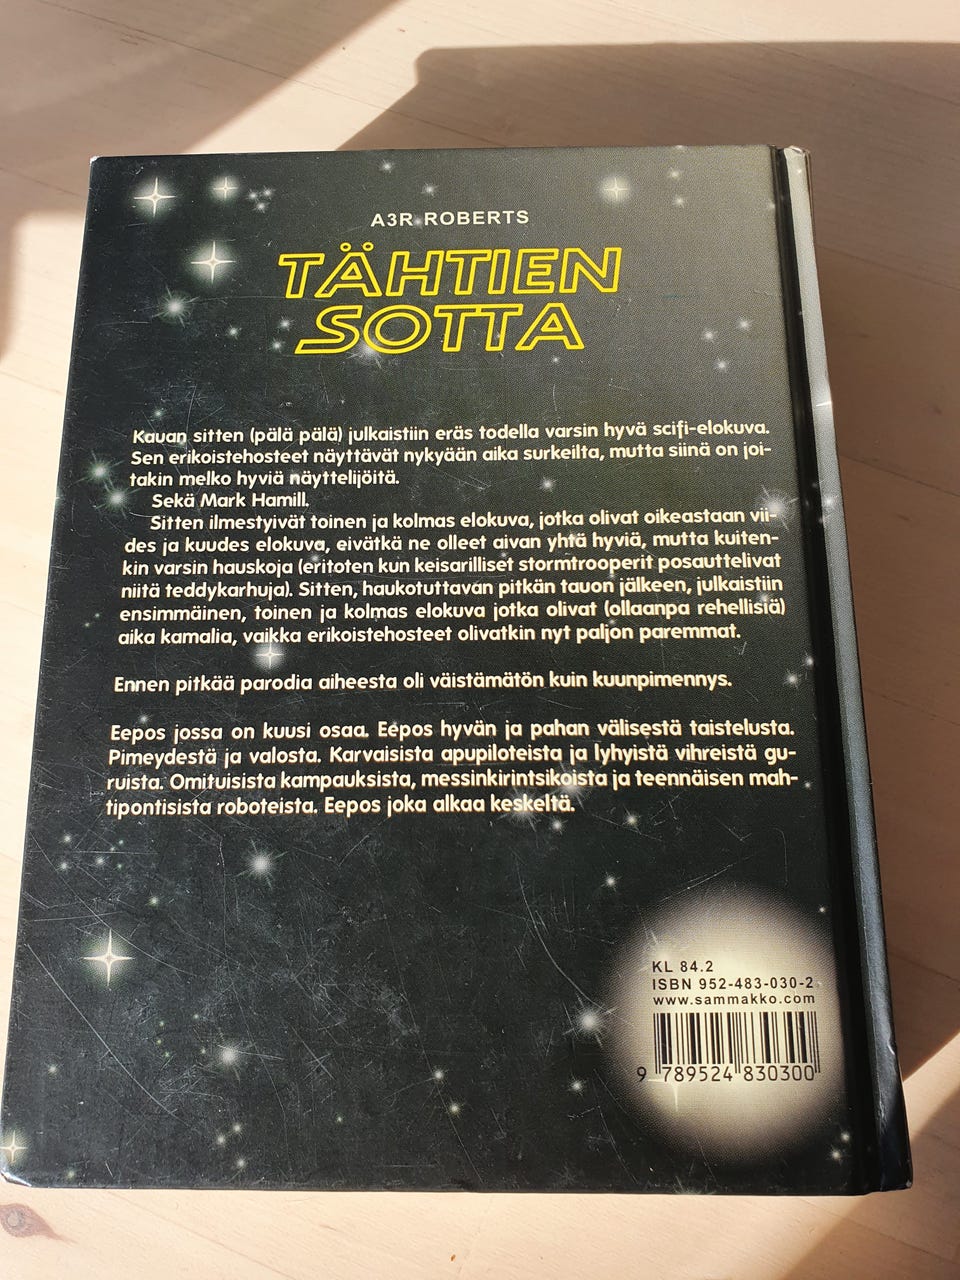 A3R ROBERTS
TÄHTIEN
SOTTA
Kauan sitten (pälä pälä) julkaistiin eräs todella varsin hyvä scifi-elokuva.
Sen erikoistehosteet näyttävät nykyään aika surkeilta, mutta siinä on joi-
takin melko hyviä näyttelijöitä.
Sekä Mark Hamill.
Sitten ilmestyivät toinen ja kolmas elokuva, jotka olivat oikeastaan vii-
des ja kuudes elokuva, eivätkä ne olleet aivan yhtä hyviä, mutta kuiten-
kin varsin hauskoja (eritoten kun keisarilliset stormtrooperit posauttelivat
niitä teddykarhuja). Sitten, haukotuttavan pitkän tauon jälkeen, julkaistiin
ensimmäinen, toinen ja kolmas elokuva jotka olivat (ollaanpa rehellisiä)
aika kamalia, vaikka erikoistehosteet olivatkin nyt paljon paremmat.
Ennen pitkää parodia aiheesta oli väistämätön kuin kuunpimennys.
Eepos jossa on kuusi osaa. Eepos hyvän ja pahan välisestä taistelusta.
Pimeydestä ja valosta. Karvaisista apupiloteista ja lyhyistä vihreistä gu-
ruista. Omituisista kampauksista, messinkirintsikoista ja teennäisen mah-
tipontisista roboteista. Eepos joka alkaa keskeltä.
KL 84.2
ISBN 952-483-030-2
www.sammakko.com
9 789524 830300